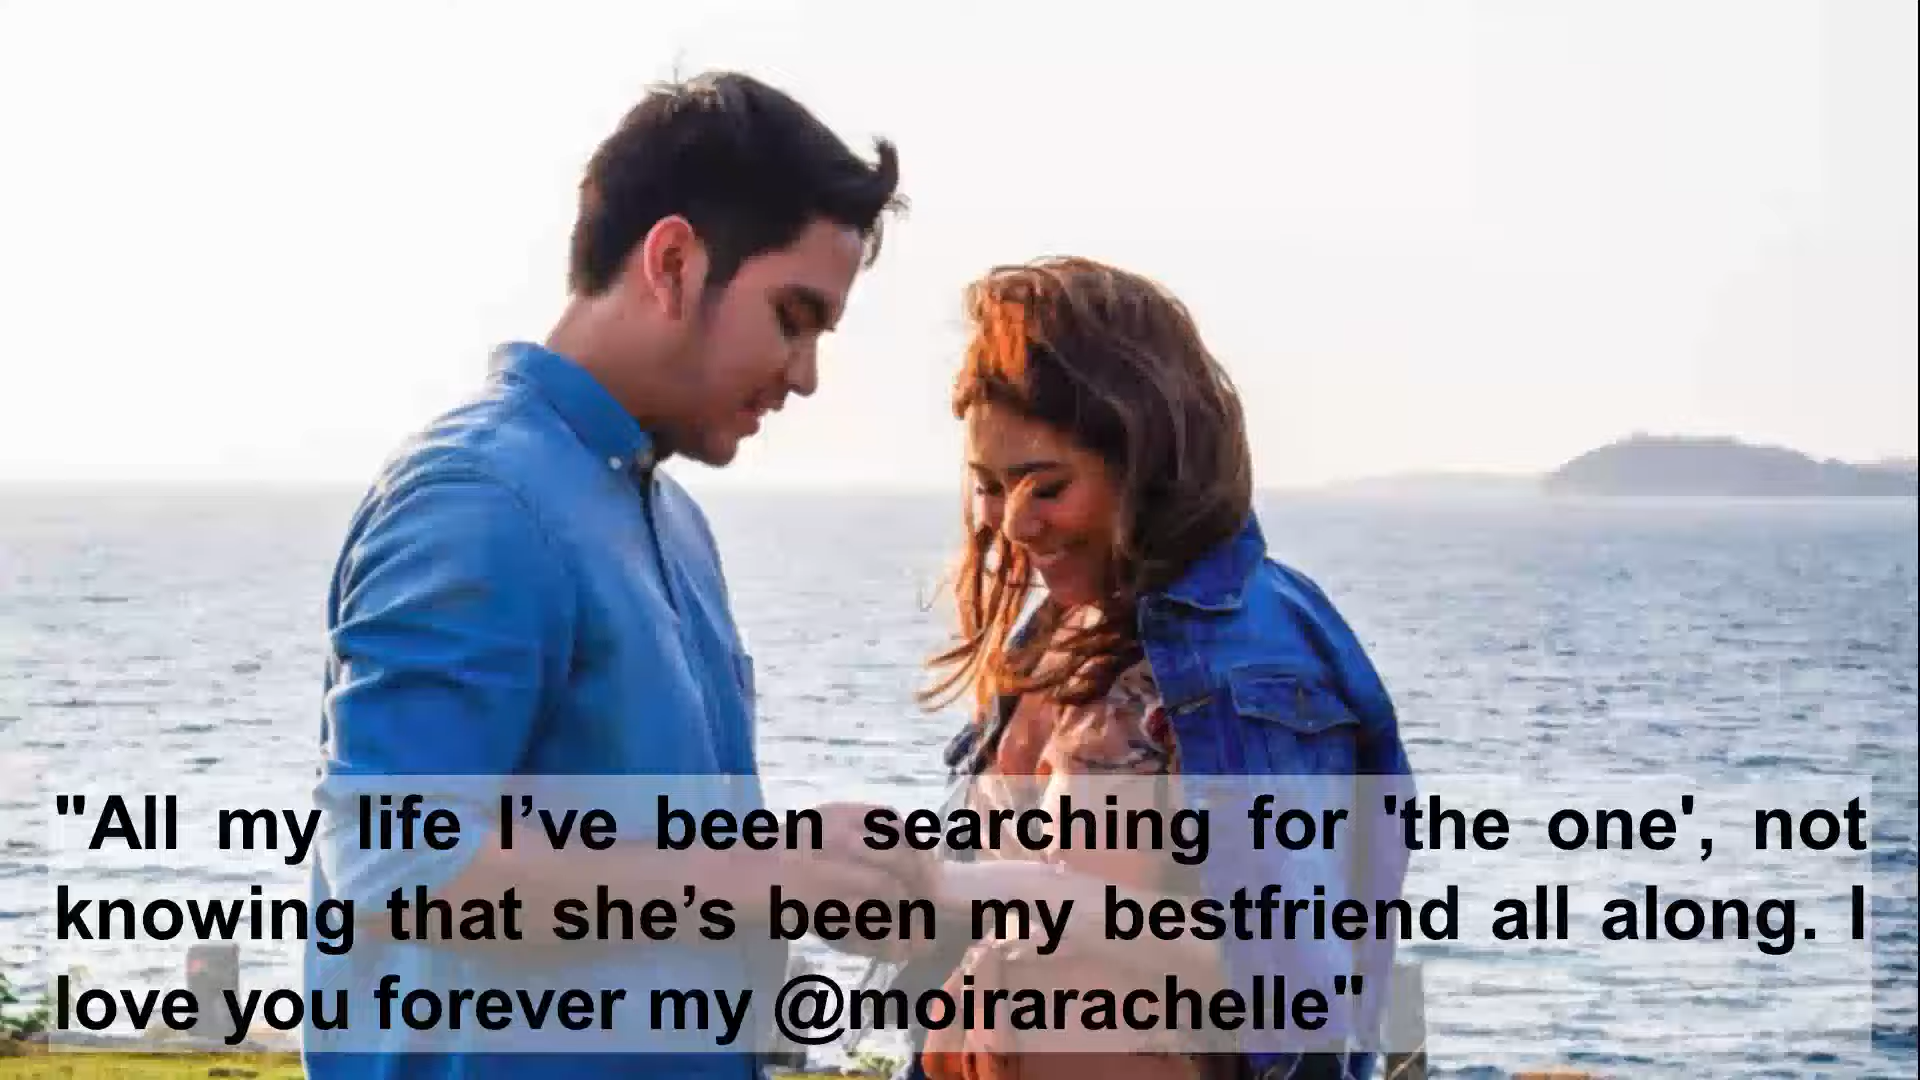 "All my life I’ve been searching for 'the one', not
knowing that she’s been my bestfriend all along. I
love you forever my @moirarachelle"